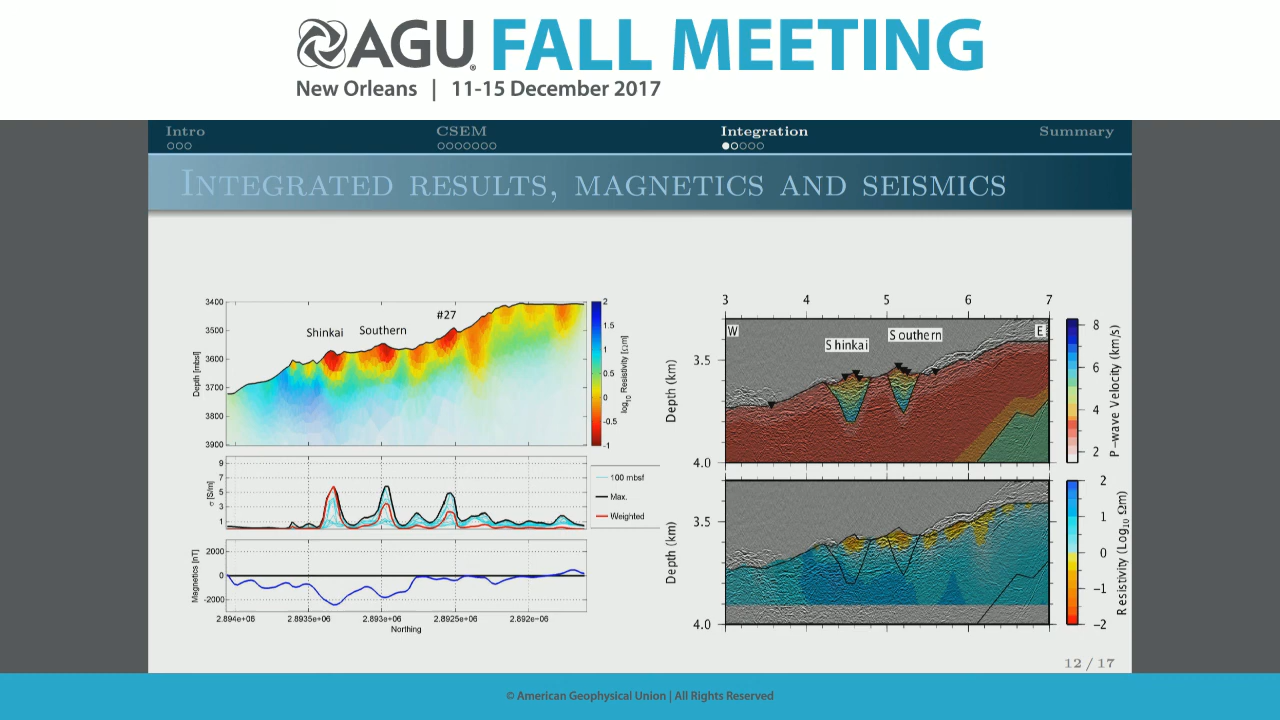 AGU FALL MEETING
New Orleans | 11-15 December 2017
Intro CSEM Integration Summary
Integrated results, magnetics and seismics
3400
3500
3600
3700
3800
3900
Depth [mbsl]
Shinkai Southern #27
2
1.5
1
0.5
0
-0.5
-1
log10 Resistivity [Ωm]
9
7
5
3
1
σ [S/m]
100 mbsf
Max.
Weighted
2000
0
-2000
Magnetics [nT]
2.894e+06 2.8935e+06 2.893e+06 2.8925e+06 2.892e+06
Northing
3 4 5 6 7
W E
Shinkai Southern
3.5
4.0
Depth (km)
8
6
4
2
P-wave Velocity (km/s)
3.5
4.0
Depth (km)
2
1
0
-1
-2
Resistivity (Log10 Ωm)
12 / 17
© American Geophysical Union | All Rights Reserved